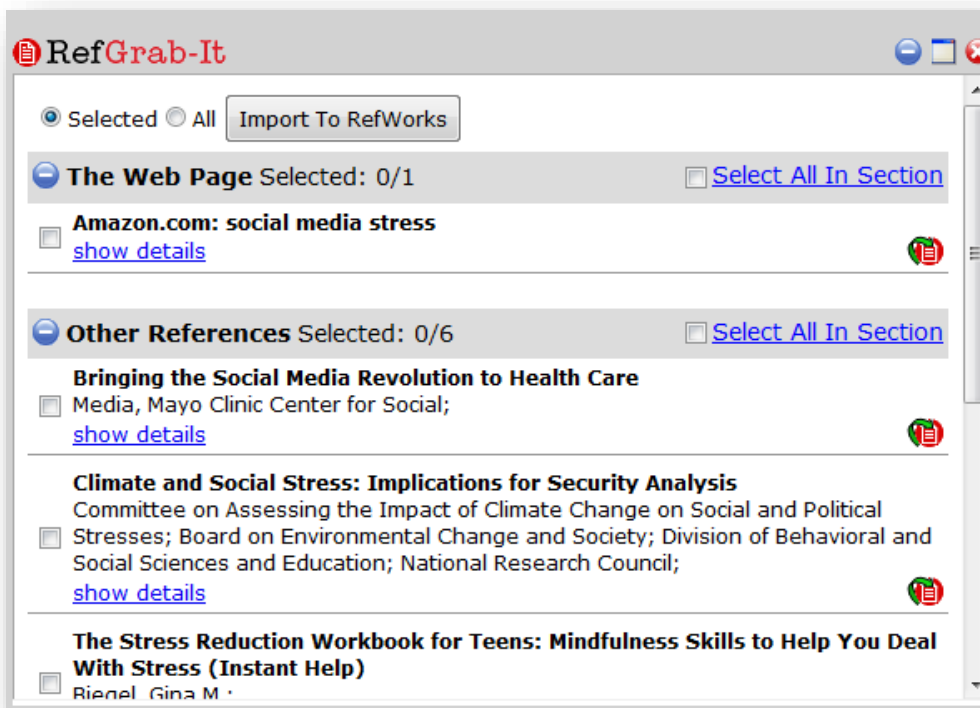 RefGrab-It
Selected All Import To RefWorks
The Web Page Selected: 0/1 Select All In Section
Amazon.com: social media stress
show details
Other References Selected: 0/6 Select All In Section
Bringing the Social Media Revolution to Health Care
Media, Mayo Clinic Center for Social;
show details
Climate and Social Stress: Implications for Security Analysis
Committee on Assessing the Impact of Climate Change on Social and Political
Stresses; Board on Environmental Change and Society; Division of Behavioral and
Social Sciences and Education; National Research Council;
show details
The Stress Reduction Workbook for Teens: Mindfulness Skills to Help You Deal
With Stress (Instant Help)
Biegel, Gina M.;